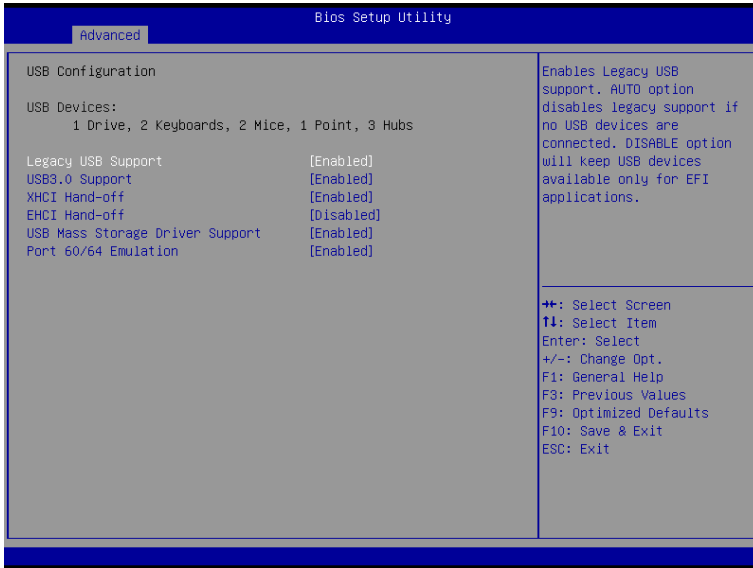 Bios Setup Utility
Advanced
USB Configuration
USB Devices:
1 Drive, 2 Keyboards, 2 Mice, 1 Point, 3 Hubs
Legacy USB Support [Enabled]
USB3.0 Support [Enabled]
XHCI Hand-off [Enabled]
EHCI Hand-off [Disabled]
USB Mass Storage Driver Support [Enabled]
Port 60/64 Emulation [Enabled]
Enables Legacy USB
support. AUTO option
disables legacy support if
no USB devices are
connected. DISABLE option
will keep USB devices
available only for EFI
applications.
→←: Select Screen
↑↓: Select Item
Enter: Select
+/-: Change Opt.
F1: General Help
F3: Previous Values
F9: Optimized Defaults
F10: Save & Exit
ESC: Exit